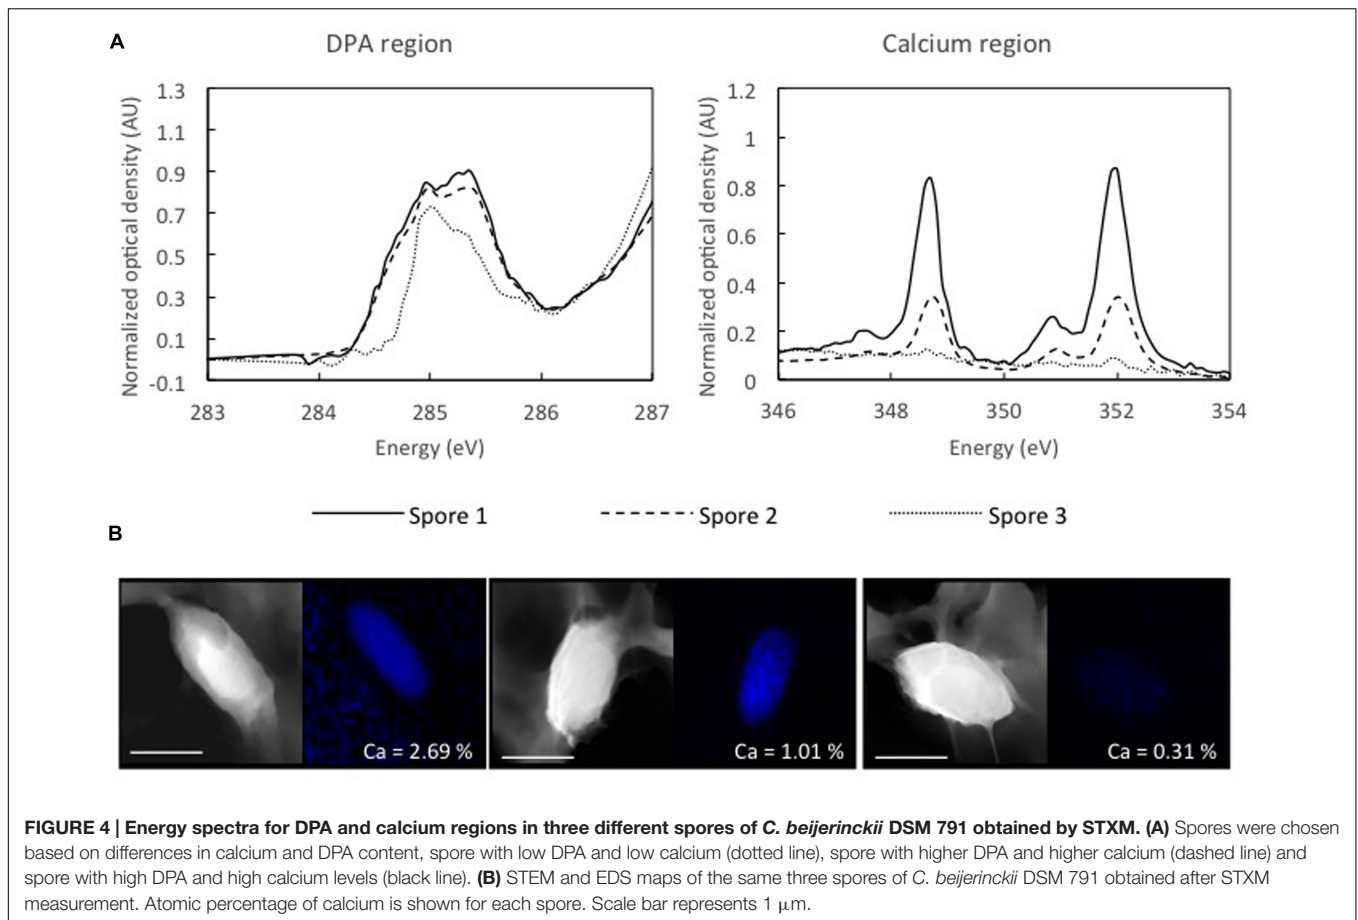 A
DPA region
Calcium region
Normalized optical density (AU)
1.3
1.1
0.9
0.7
0.5
0.3
0.1
-0.1
283 284 285 286 287
Energy (eV)
Normalized optical density (AU)
1.2
1
0.8
0.6
0.4
0.2
0
346 348 350 352 354
Energy (eV)
Spore 1 Spore 2 Spore 3
B
Ca = 2.69 % Ca = 1.01 % Ca = 0.31 %
FIGURE 4 | Energy spectra for DPA and calcium regions in three different spores of C. beijerinckii DSM 791 obtained by STXM. (A) Spores were chosen
based on differences in calcium and DPA content, spore with low DPA and low calcium (dotted line), spore with higher DPA and higher calcium (dashed line) and
spore with high DPA and high calcium levels (black line). (B) STEM and EDS maps of the same three spores of C. beijerinckii DSM 791 obtained after STXM
measurement. Atomic percentage of calcium is shown for each spore. Scale bar represents 1 μm.